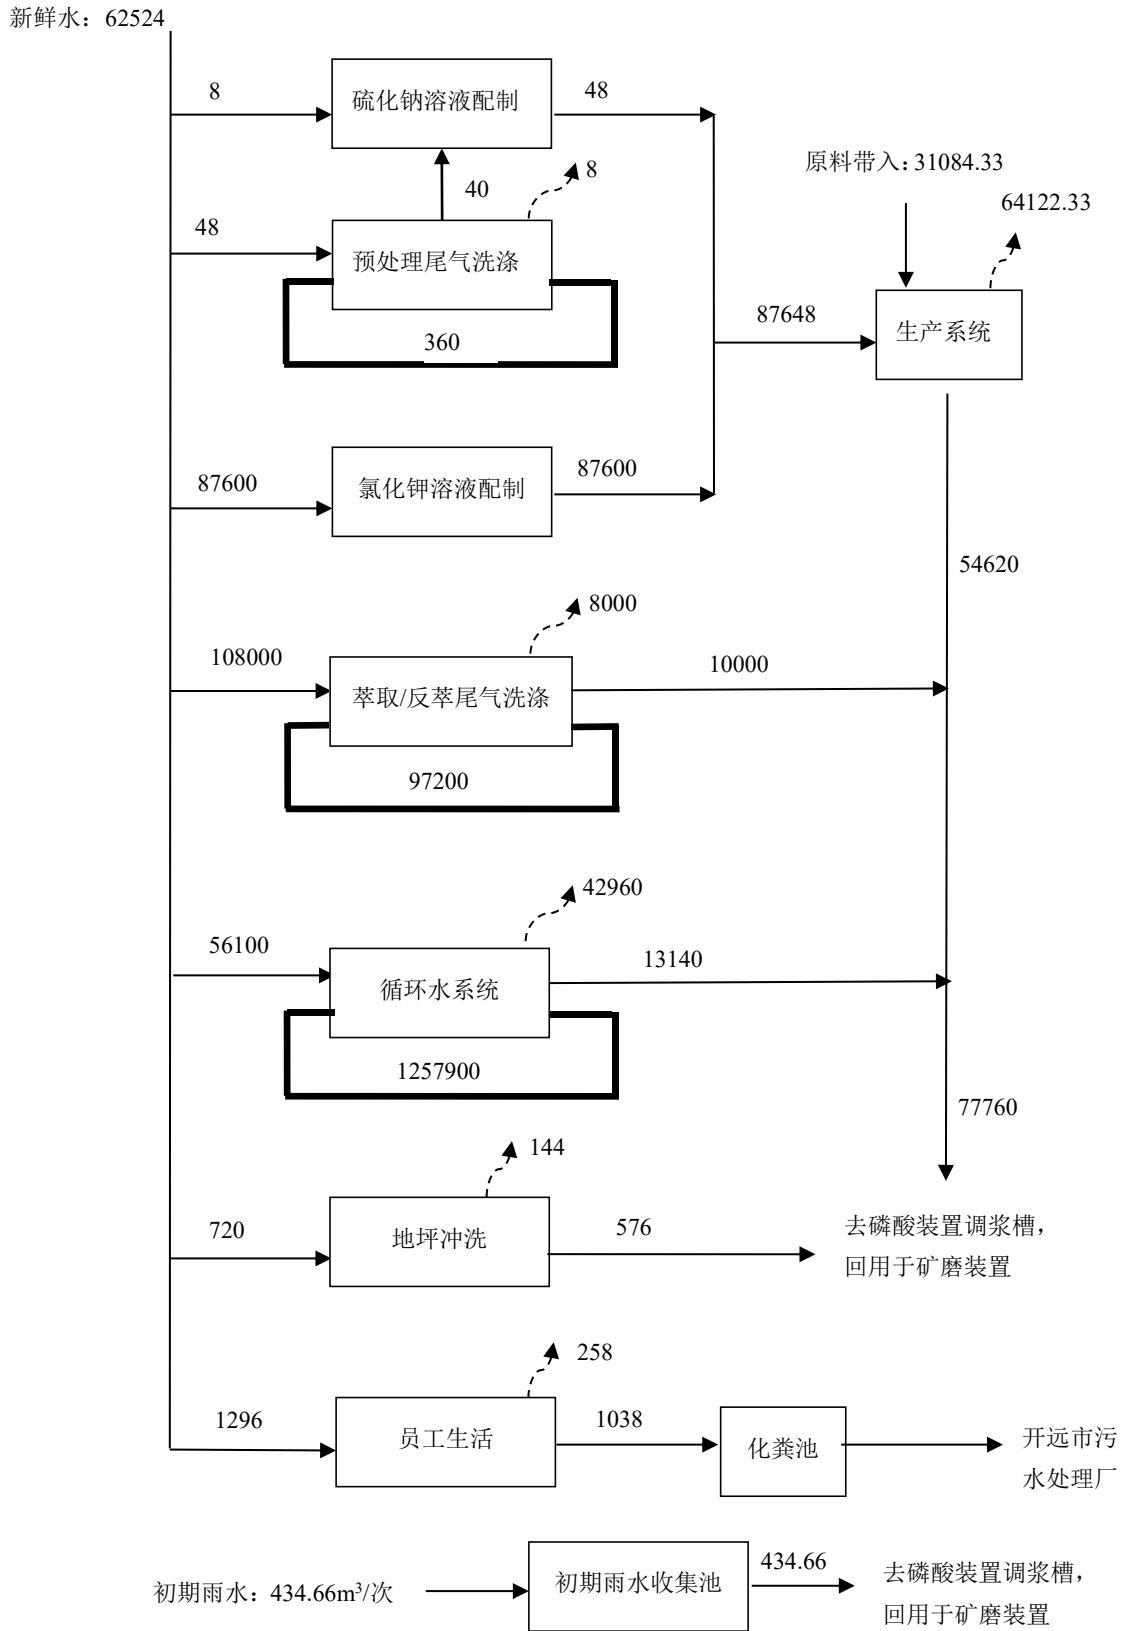 新鲜水：62524
8
硫化钠溶液配制
48
原料带入：31084.33
64122.33
40
8
48
预处理尾气洗涤
360
87648
生产系统
87600
氯化钾溶液配制
87600
54620
8000
108000
萃取/反萃尾气洗涤
10000
97200
42960
56100
循环水系统
13140
1257900
77760
144
720
地坪冲洗
576
去磷酸装置调浆槽，
回用于矿磨装置
258
1296
员工生活
1038
化粪池
开远市污
水处理厂
初期雨水：434.66m³/次
初期雨水收集池
434.66
去磷酸装置调浆槽，
回用于矿磨装置